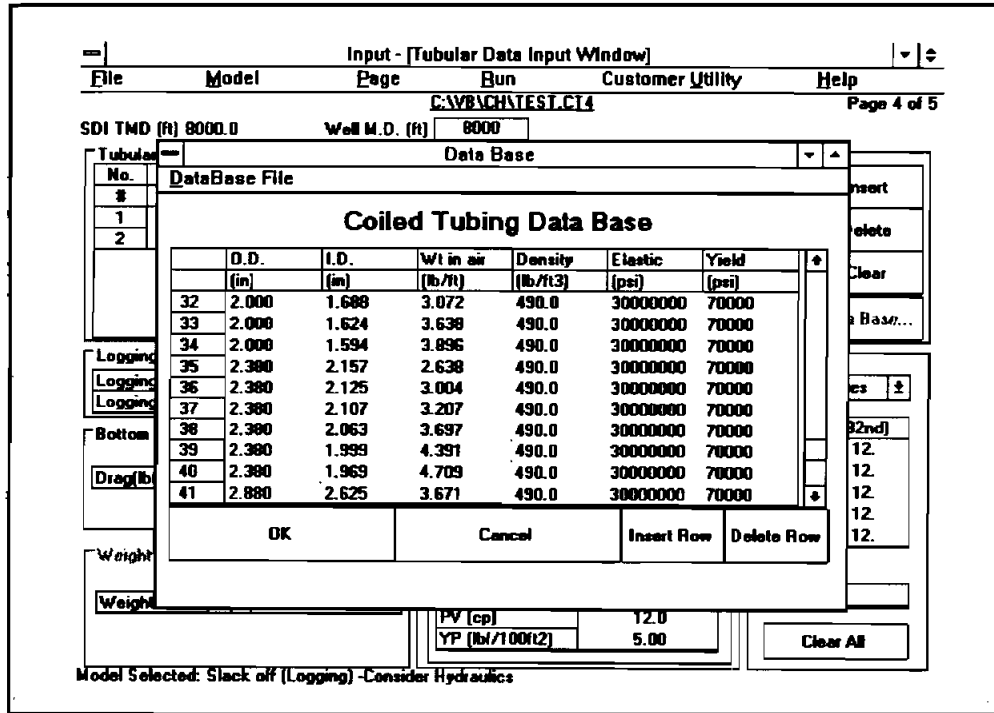 Input - [Tubular Data Input Window]
File Model Page Run Customer Utility Help
C:\VB\CH\TEST.CT4 Page 4 of 5
SDI TMD (ft) 8000.0 Well M.D. (ft) 8000
Tubular
No.
#
1
2
Data Base
DataBase File
Coiled Tubing Data Base
O.D. I.D. Wt in air Density Elastic Yield
(in) (in) (lb/ft) (lb/ft3) (psi) (psi)
32 2.000 1.688 3.072 490.0 30000000 70000
33 2.000 1.624 3.638 490.0 30000000 70000
34 2.000 1.594 3.896 490.0 30000000 70000
35 2.380 2.157 2.638 490.0 30000000 70000
36 2.380 2.125 3.004 490.0 30000000 70000
37 2.380 2.107 3.207 490.0 30000000 70000
38 2.380 2.063 3.697 490.0 30000000 70000
39 2.380 1.999 4.391 490.0 30000000 70000
40 2.380 1.969 4.709 490.0 30000000 70000
41 2.880 2.625 3.671 490.0 30000000 70000
OK Cancel Insert Row Delete Row
nsert
elete
Clear
Base...
Logging
Logging
Logging
es
Bottom
32nd]
12.
12.
12.
12.
12.
Drag(lb
Weight
Weight
PV (cp) 12.0
YP (lbf/100ft2) 5.00
Clear All
Model Selected: Slack off (Logging) -Consider Hydraulics